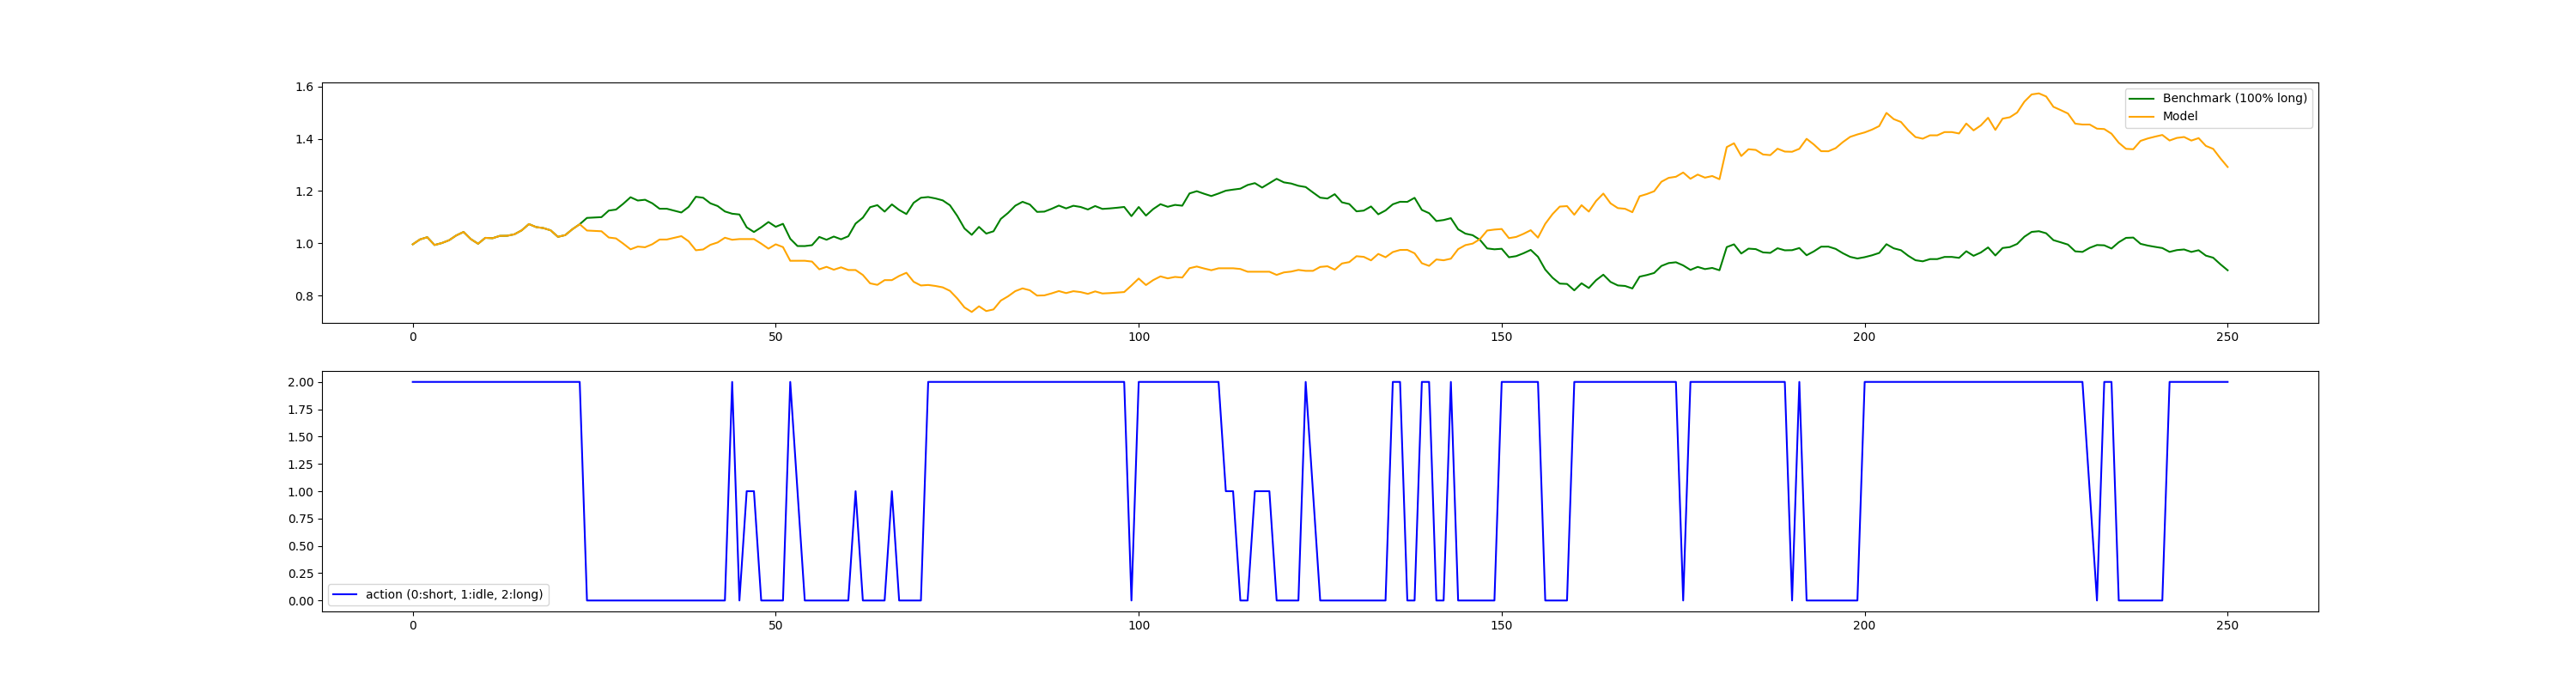 1.6
1.4
1.2
1.0
0.8
Benchmark (100% long)
Model
0 50 100 150 200 250
2.00
1.75
1.50
1.25
1.00
0.75
0.50
0.25
0.00
action (0:short, 1:idle, 2:long)
0 50 100 150 200 250